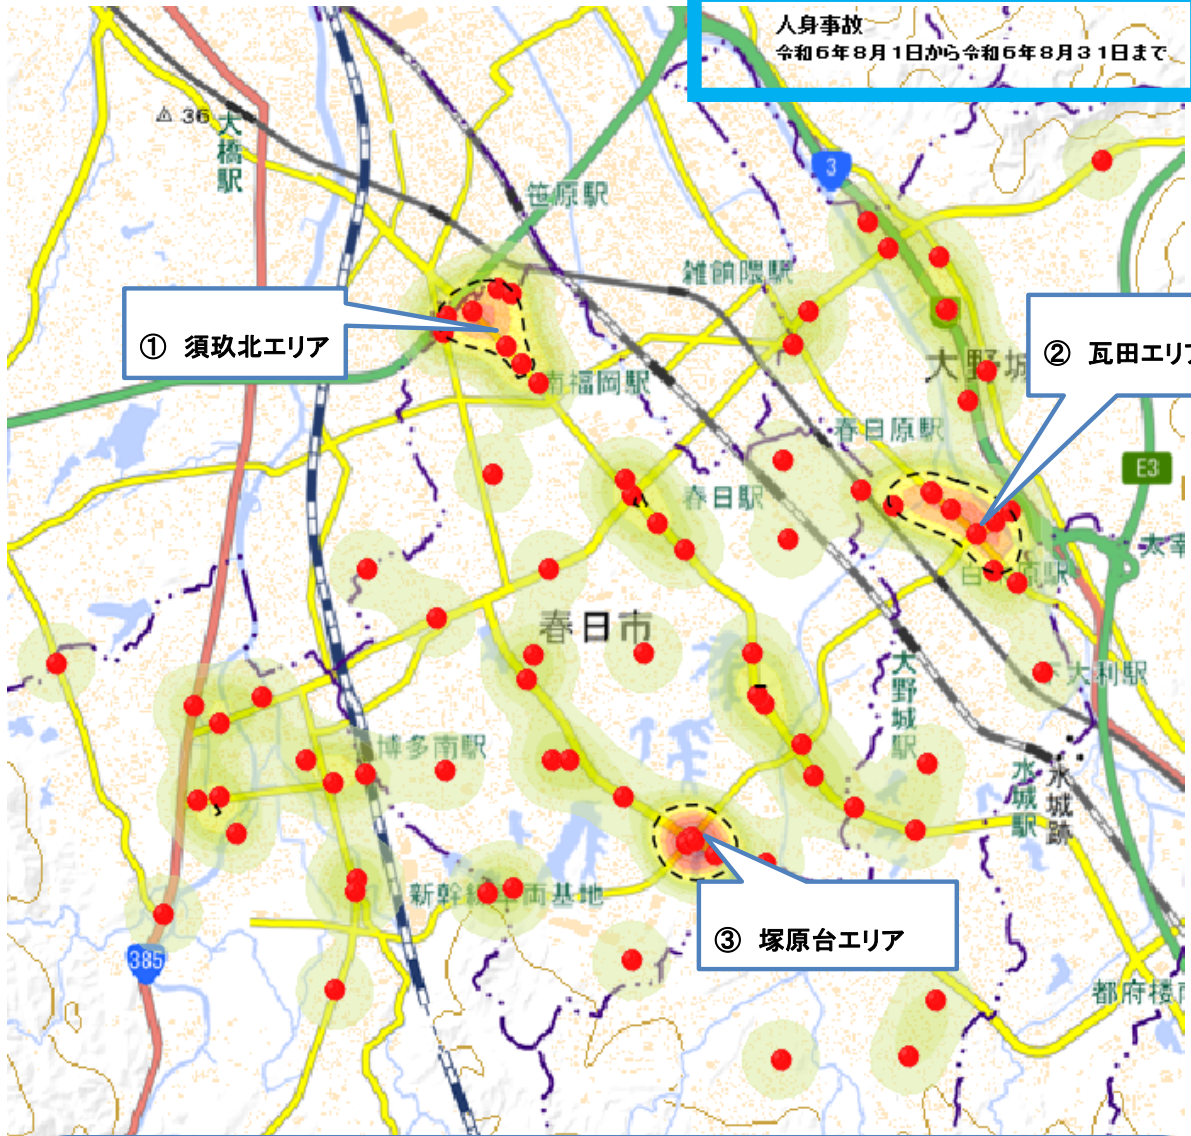 人身事故
令和6年8月1日から令和6年8月31日まで
36
大橋駅
笹原駅
3
雑餉隈駅
① 須玖北エリア
大野城
② 瓦田エリア
南福岡駅
春日原駅
E3
春日駅
春日市
大野城駅
下大利駅
博多南駅
水城駅
水城跡
新幹線車両基地
③ 塚原台エリア
385
都府楼南